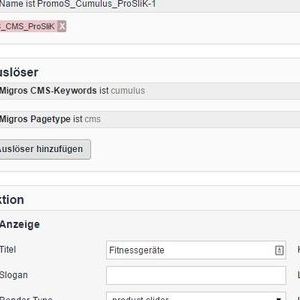 Name ist PromoS_Cumulus_ProSliK-1
_CMS_ProSliK x
uslöser
Migros CMS-Keywords ist cumulus
Migros Pagetype ist cms
Auslöser hinzufügen
ktion
Anzeige
Titel Fitnessgeräte
Slogan
Render Type product slider